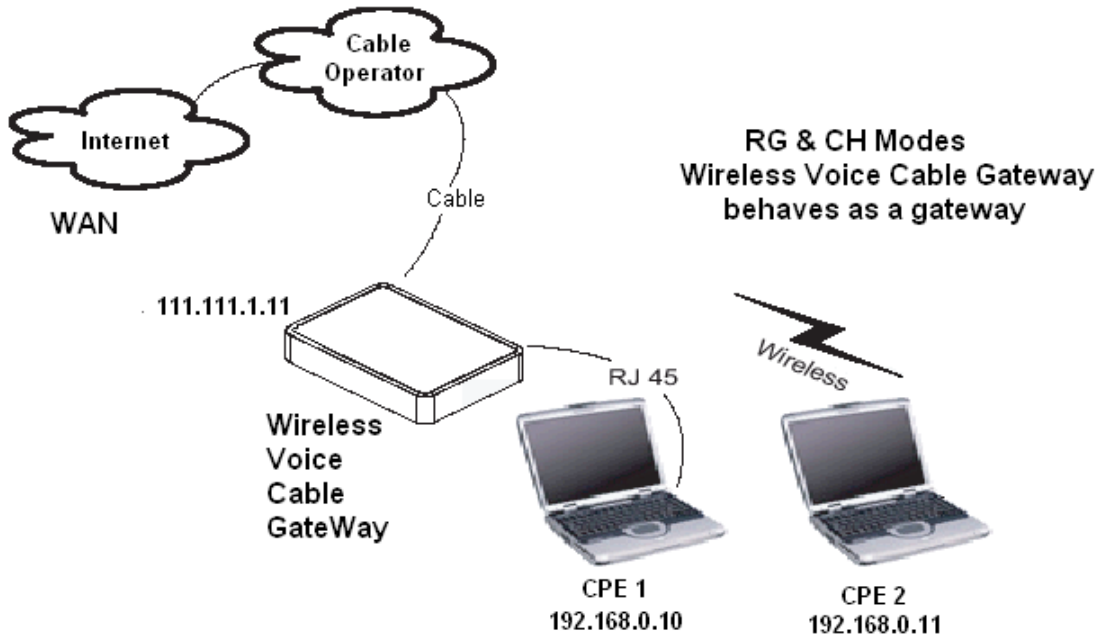 Cable
Operator
Internet
WAN
Cable
RG & CH Modes
Wireless Voice Cable Gateway
behaves as a gateway
111.111.1.11
Wireless
Voice
Cable
GateWay
RJ 45
Wireless
CPE 1
192.168.0.10
CPE 2
192.168.0.11